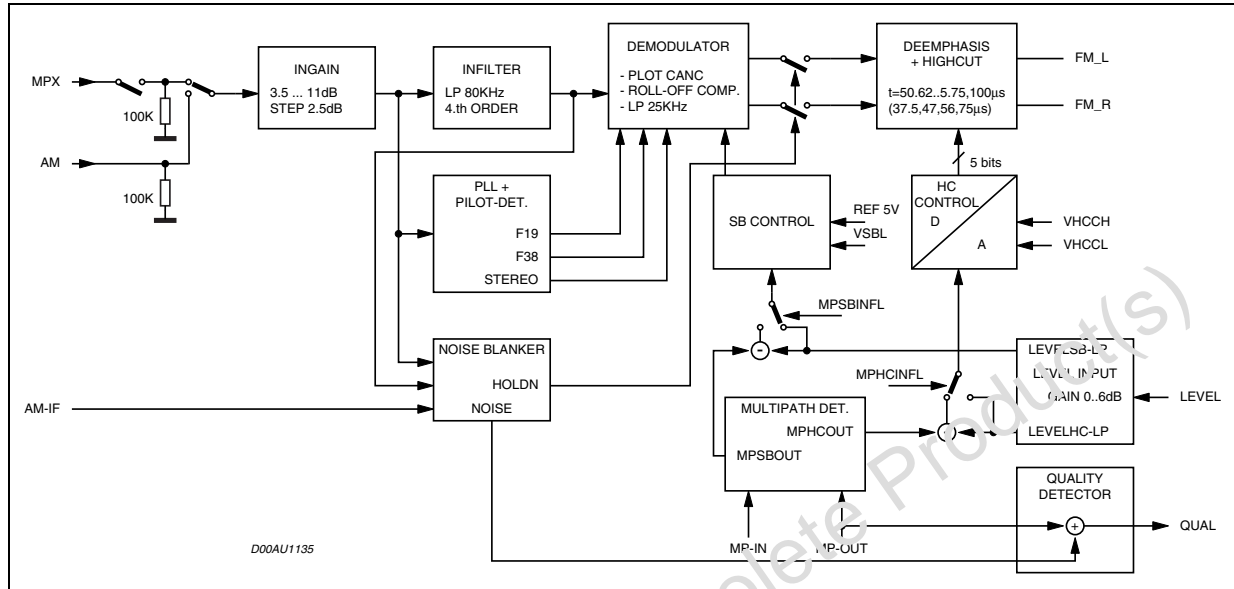 MPX
100K
AM
100K
INGAIN
3.5 ... 11dB
STEP 2.5dB
INFILTER
LP 80KHz
4.th ORDER
DEMODULATOR
- PLOT CANC
- ROLL-OFF COMP.
- LP 25KHz
DEEMPHASIS
+ HIGHCUT
t=50.62..5.75,100μs
(37.5,47,56,75μs)
FM_L
FM_R
5 bits
PLL +
PILOT-DET.
F19
F38
STEREO
SB CONTROL
REF 5V
VSBL
HC
CONTROL
D
A
VHCCH
VHCCL
MPSBINFL
-
NOISE BLANKER
HOLDN
NOISE
AM-IF
MPHCINFL
LEVELSB-LP
LEVEL INPUT
GAIN 0..6dB
LEVELHC-LP
LEVEL
MULTIPATH DET.
MPHCOUT
MPSBOUT
MP-IN
MP-OUT
QUALITY
DETECTOR
+
QUAL
D00AU1135
lete Product(s)